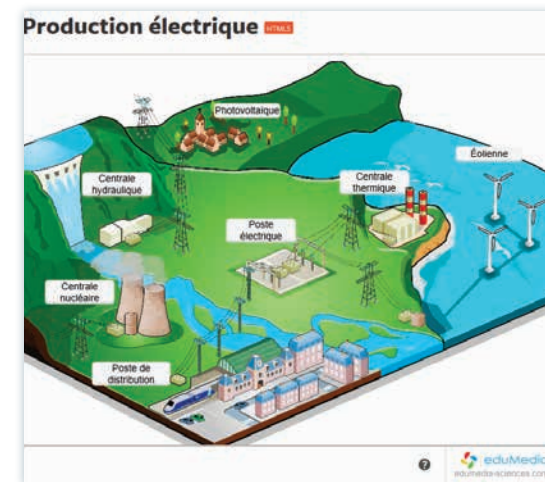 Production électrique HTML5
Photovoltaïque
Éolienne
Centrale
hydraulique
Centrale
thermique
Poste
électrique
Centrale
nucléaire
Poste de
distribution
?
eduMedia
edumedia-sciences.com